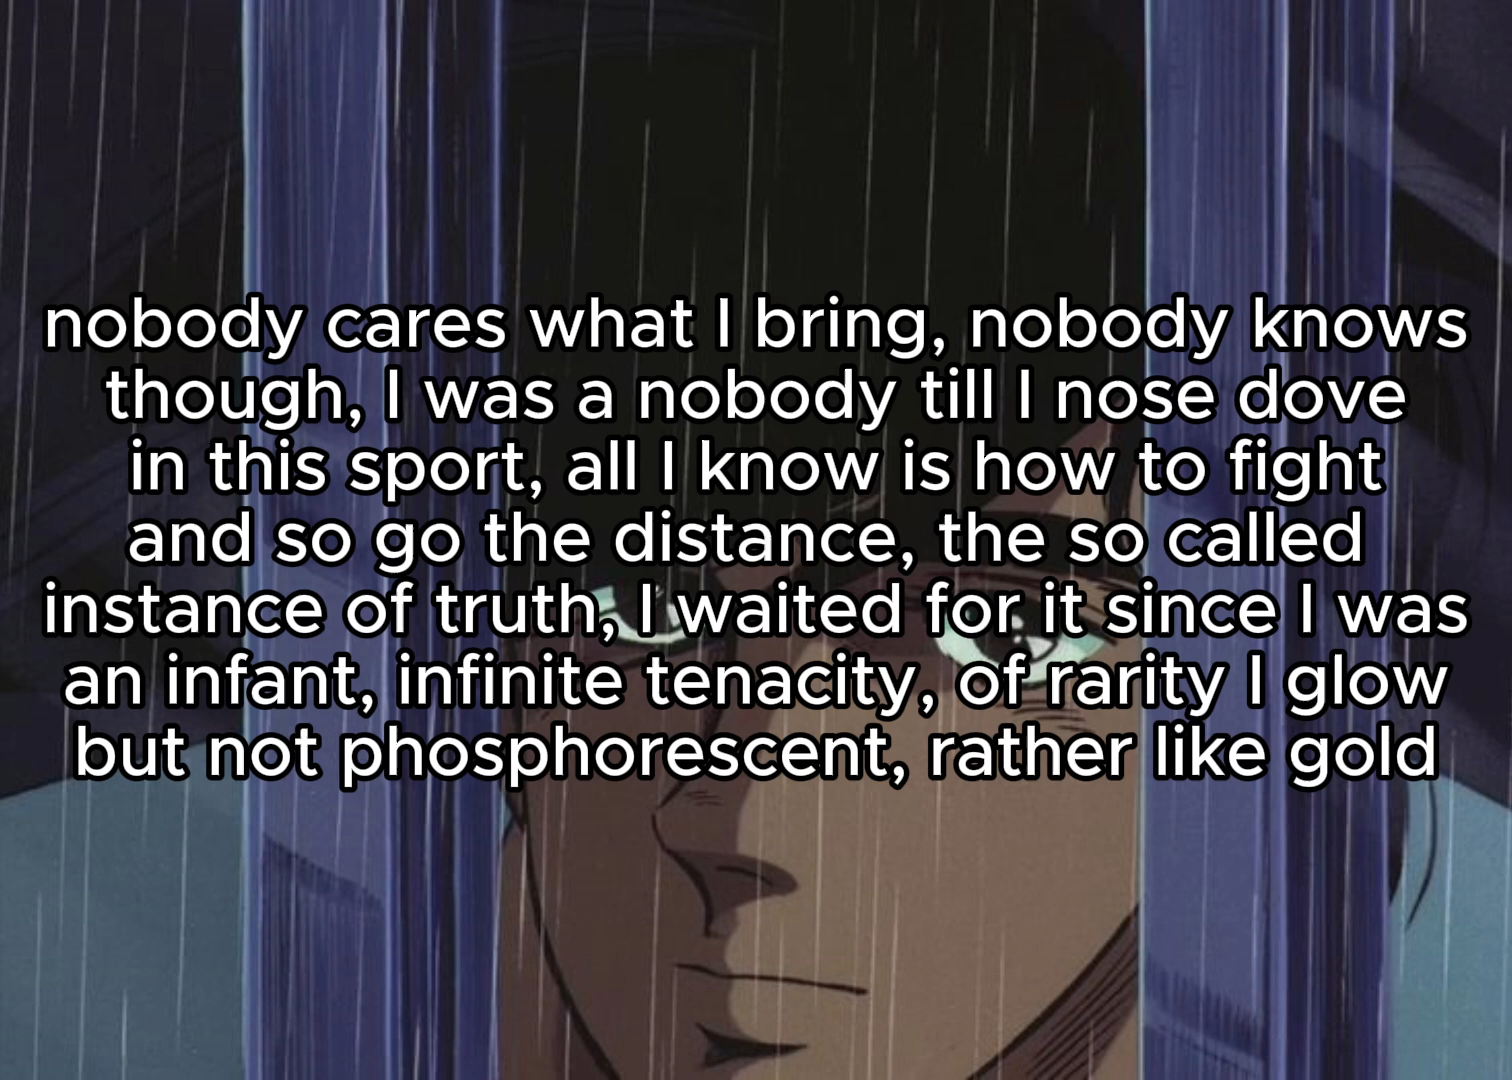 nobody cares what I bring, nobody knows
though, I was a nobody till I nose dove
in this sport, all I know is how to fight
and so go the distance, the so called
instance of truth, I waited for it since I was
an infant, infinite tenacity, of rarity I glow
but not phosphorescent, rather like gold